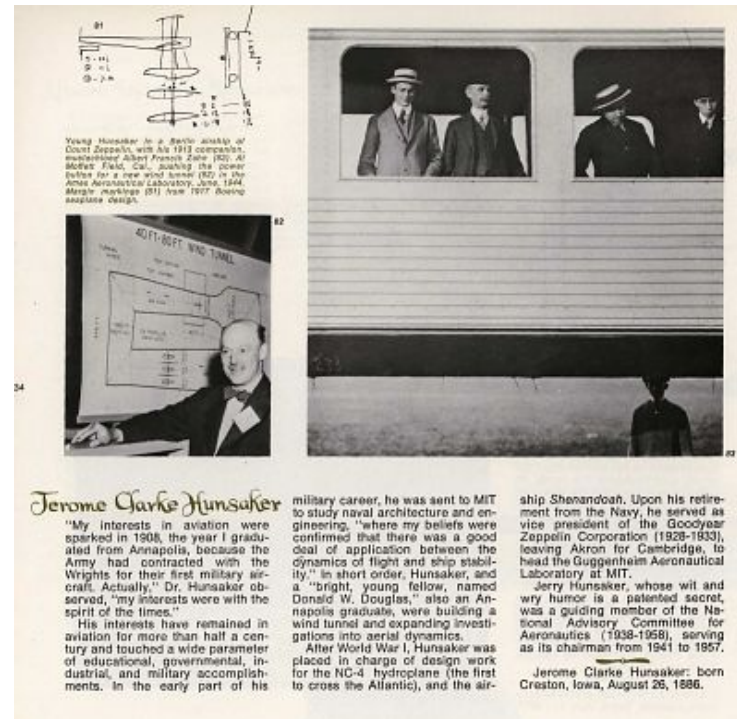 81
Young Hunsaker in a Berlin airship of
Count Zeppelin, with his 1913 companion,
mustachioed Albert Francis Zahm (83). At
Moffett Field, Cal., pushing the power
button for a new wind tunnel (82) in the
Ames Aeronautical Laboratory, June, 1944.
Margin markings (81) from 1917 Boeing
seaplane design.
82
40 FT-80 FT WIND TUNNEL
34
83
Jerome Clarke Hunsaker
"My interests in aviation were
sparked in 1908, the year I gradu-
ated from Annapolis, because the
Army had contracted with the
Wrights for their first military air-
craft. Actually," Dr. Hunsaker ob-
served, "my interests were with the
spirit of the times."
His interests have remained in
aviation for more than half a cen-
tury and touched a wide parameter
of educational, governmental, in-
dustrial, and military accomplish-
ments. In the early part of his
military career, he was sent to MIT
to study naval architecture and en-
gineering, "where my beliefs were
confirmed that there was a good
deal of application between the
dynamics of flight and ship stabil-
ity." In short order, Hunsaker, and
a "bright, young fellow, named
Donald W. Douglas," also an An-
napolis graduate, were building a
wind tunnel and expanding investi-
gations into aerial dynamics.
After World War I, Hunsaker was
placed in charge of design work
for the NC-4 hydroplane (the first
to cross the Atlantic), and the air-
ship Shenandoah. Upon his retire-
ment from the Navy, he served as
vice president of the Goodyear
Zeppelin Corporation (1928-1933),
leaving Akron for Cambridge, to
head the Guggenheim Aeronautical
Laboratory at MIT.
Jerry Hunsaker, whose wit and
wry humor is a patented secret,
was a guiding member of the Na-
tional Advisory Committee for
Aeronautics (1938-1958), serving
as its chairman from 1941 to 1957.
Jerome Clarke Hunsaker: born
Creston, Iowa, August 26, 1886.